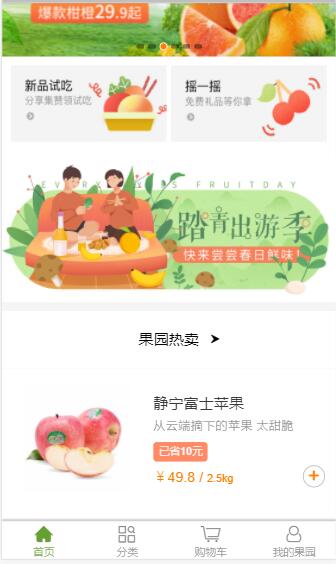 爆款柑橙29.9起
新品试吃
分享集赞领试吃
摇一摇
免费礼品等你拿
EVERY FRUITDAY
踏青出游季
快来尝尝春日鲜味!
果园热卖
静宁富士苹果
从云端摘下的苹果 太甜脆
已省10元
¥ 49.8 / 2.5kg
首页
分类
购物车
我的果园